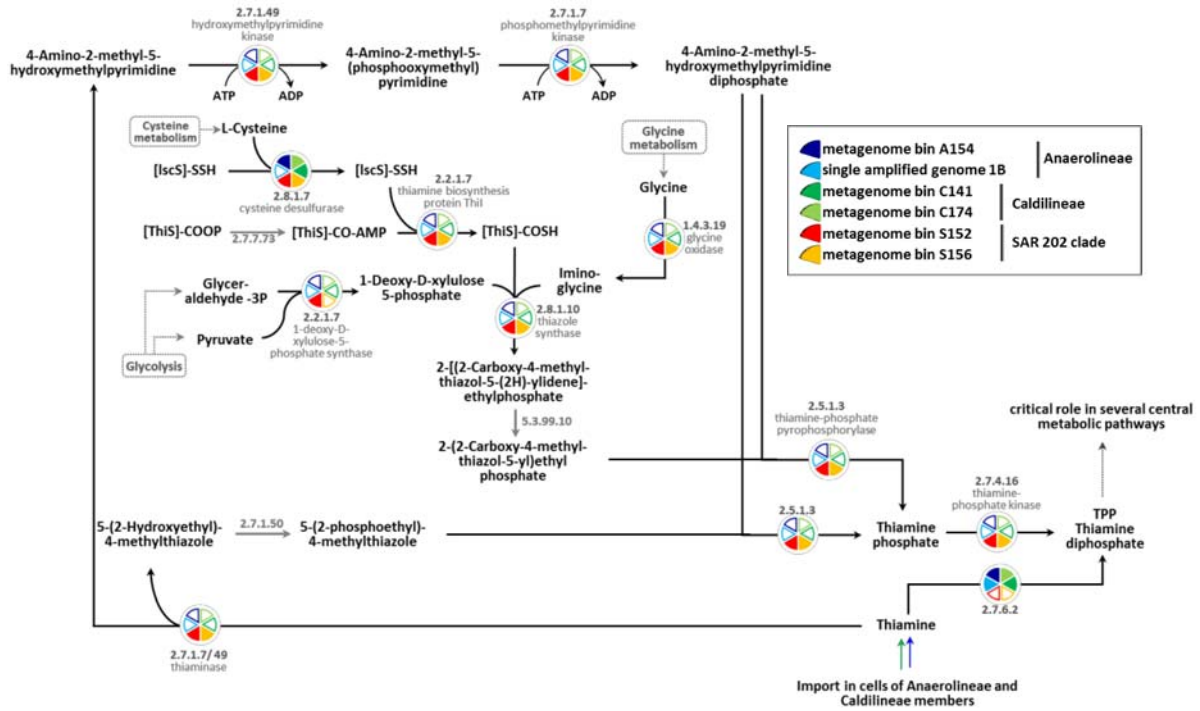 2.7.1.49
hydroxymethylpyrimidine
kinase
2.7.1.7
phosphomethylpyrimidine
kinase
4-Amino-2-methyl-5-
hydroxymethylpyrimidine
4-Amino-2-methyl-5-
(phosphooxymethyl)
pyrimidine
4-Amino-2-methyl-5-
hydroxymethylpyrimidine
diphosphate
ATP
ADP
ATP
ADP
Cysteine
metabolism
L-Cysteine
[IscS]-SSH
[IscS]-SSH
2.8.1.7
cysteine desulfurase
2.2.1.7
thiamine biosynthesis
protein ThiI
[ThiS]-COOP
2.7.7.73
[ThiS]-CO-AMP
[ThiS]-COSH
Glycine
metabolism
Glycine
1.4.3.19
glycine
oxidase
Imino-
glycine
Glycer-
aldehyde -3P
Pyruvate
Glycolysis
2.2.1.7
1-deoxy-D-
xylulose-5-
phosphate synthase
1-Deoxy-D-xylulose
5-phosphate
2.8.1.10
thiazole
synthase
2-[(2-Carboxy-4-methyl-
thiazol-5-(2H)-ylidene]-
ethylphosphate
5.3.99.10
2-(2-Carboxy-4-methyl-
thiazol-5-yl)ethyl
phosphate
metagenome bin A154
single amplified genome 1B
metagenome bin C141
metagenome bin C174
metagenome bin S152
metagenome bin S156
Anaerolineae
Caldilineae
SAR 202 clade
2.5.1.3
thiamine-phosphate
pyrophosphorylase
critical role in several central
metabolic pathways
5-(2-Hydroxyethyl)-
4-methylthiazole
2.7.1.50
5-(2-phosphoethyl)-
4-methylthiazole
2.5.1.3
Thiamine
phosphate
2.7.4.16
thiamine-
phosphate kinase
TPP
Thiamine
diphosphate
2.7.6.2
Thiamine
2.7.1.7/49
thiaminase
Import in cells of Anaerolineae and
Caldilineae members